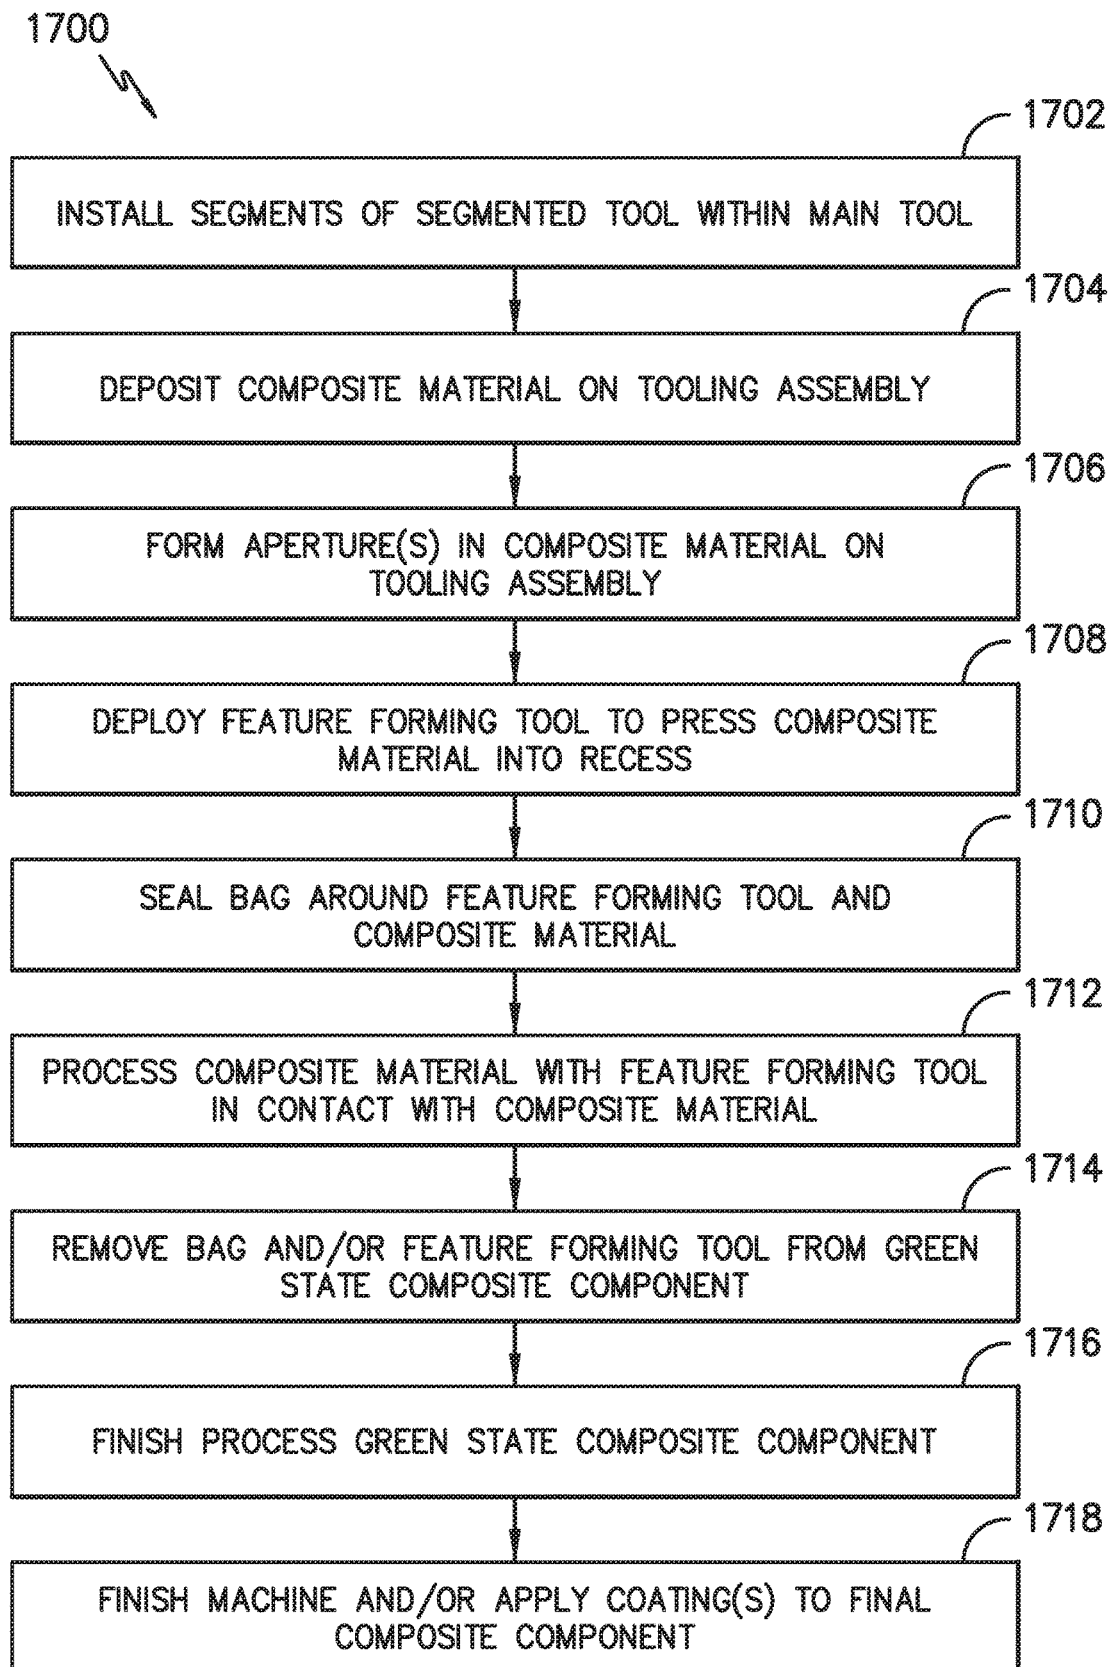 1700
1702
INSTALL SEGMENTS OF SEGMENTED TOOL WITHIN MAIN TOOL
1704
DEPOSIT COMPOSITE MATERIAL ON TOOLING ASSEMBLY
1706
FORM APERTURE(S) IN COMPOSITE MATERIAL ON
TOOLING ASSEMBLY
1708
DEPLOY FEATURE FORMING TOOL TO PRESS COMPOSITE
MATERIAL INTO RECESS
1710
SEAL BAG AROUND FEATURE FORMING TOOL AND
COMPOSITE MATERIAL
1712
PROCESS COMPOSITE MATERIAL WITH FEATURE FORMING TOOL
IN CONTACT WITH COMPOSITE MATERIAL
1714
REMOVE BAG AND/OR FEATURE FORMING TOOL FROM GREEN
STATE COMPOSITE COMPONENT
1716
FINISH PROCESS GREEN STATE COMPOSITE COMPONENT
1718
FINISH MACHINE AND/OR APPLY COATING(S) TO FINAL
COMPOSITE COMPONENT